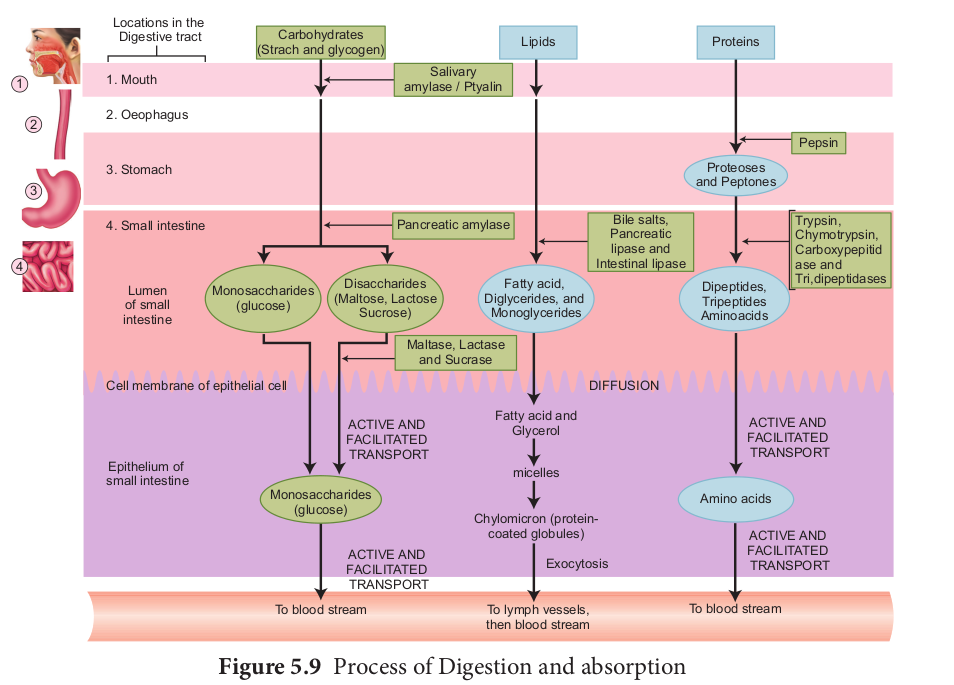 Locations in the
Digestive tract
Carbohydrates
(Strach and glycogen)
Lipids
Proteins
1
1. Mouth
Salivary
amylase / Ptyalin
2
2. Oeophagus
Pepsin
3
3. Stomach
Proteoses
and Peptones
4
4. Small intestine
Pancreatic amylase
Bile salts,
Pancreatic
lipase and
Intestinal lipase
Trypsin,
Chymotrypsin,
Carboxypepitid
ase and
Tri,dipeptidases
Lumen
of small
intestine
Monosaccharides
(glucose)
Disaccharides
(Maltose, Lactose
Sucrose)
Fatty acid,
Diglycerides, and
Monoglycerides
Dipeptides,
Tripeptides
Aminoacids
Maltase, Lactase
and Sucrase
Cell membrane of epithelial cell
DIFFUSION
Fatty acid and
Glycerol
ACTIVE AND
FACILITATED
TRANSPORT
ACTIVE AND
FACILITATED
TRANSPORT
Epithelium of
small intestine
micelles
Monosaccharides
(glucose)
Amino acids
Chylomicron (protein-
coated globules)
ACTIVE AND
FACILITATED
TRANSPORT
Exocytosis
ACTIVE AND
FACILITATED
TRANSPORT
To blood stream
To lymph vessels,
then blood stream
To blood stream
Figure 5.9 Process of Digestion and absorption